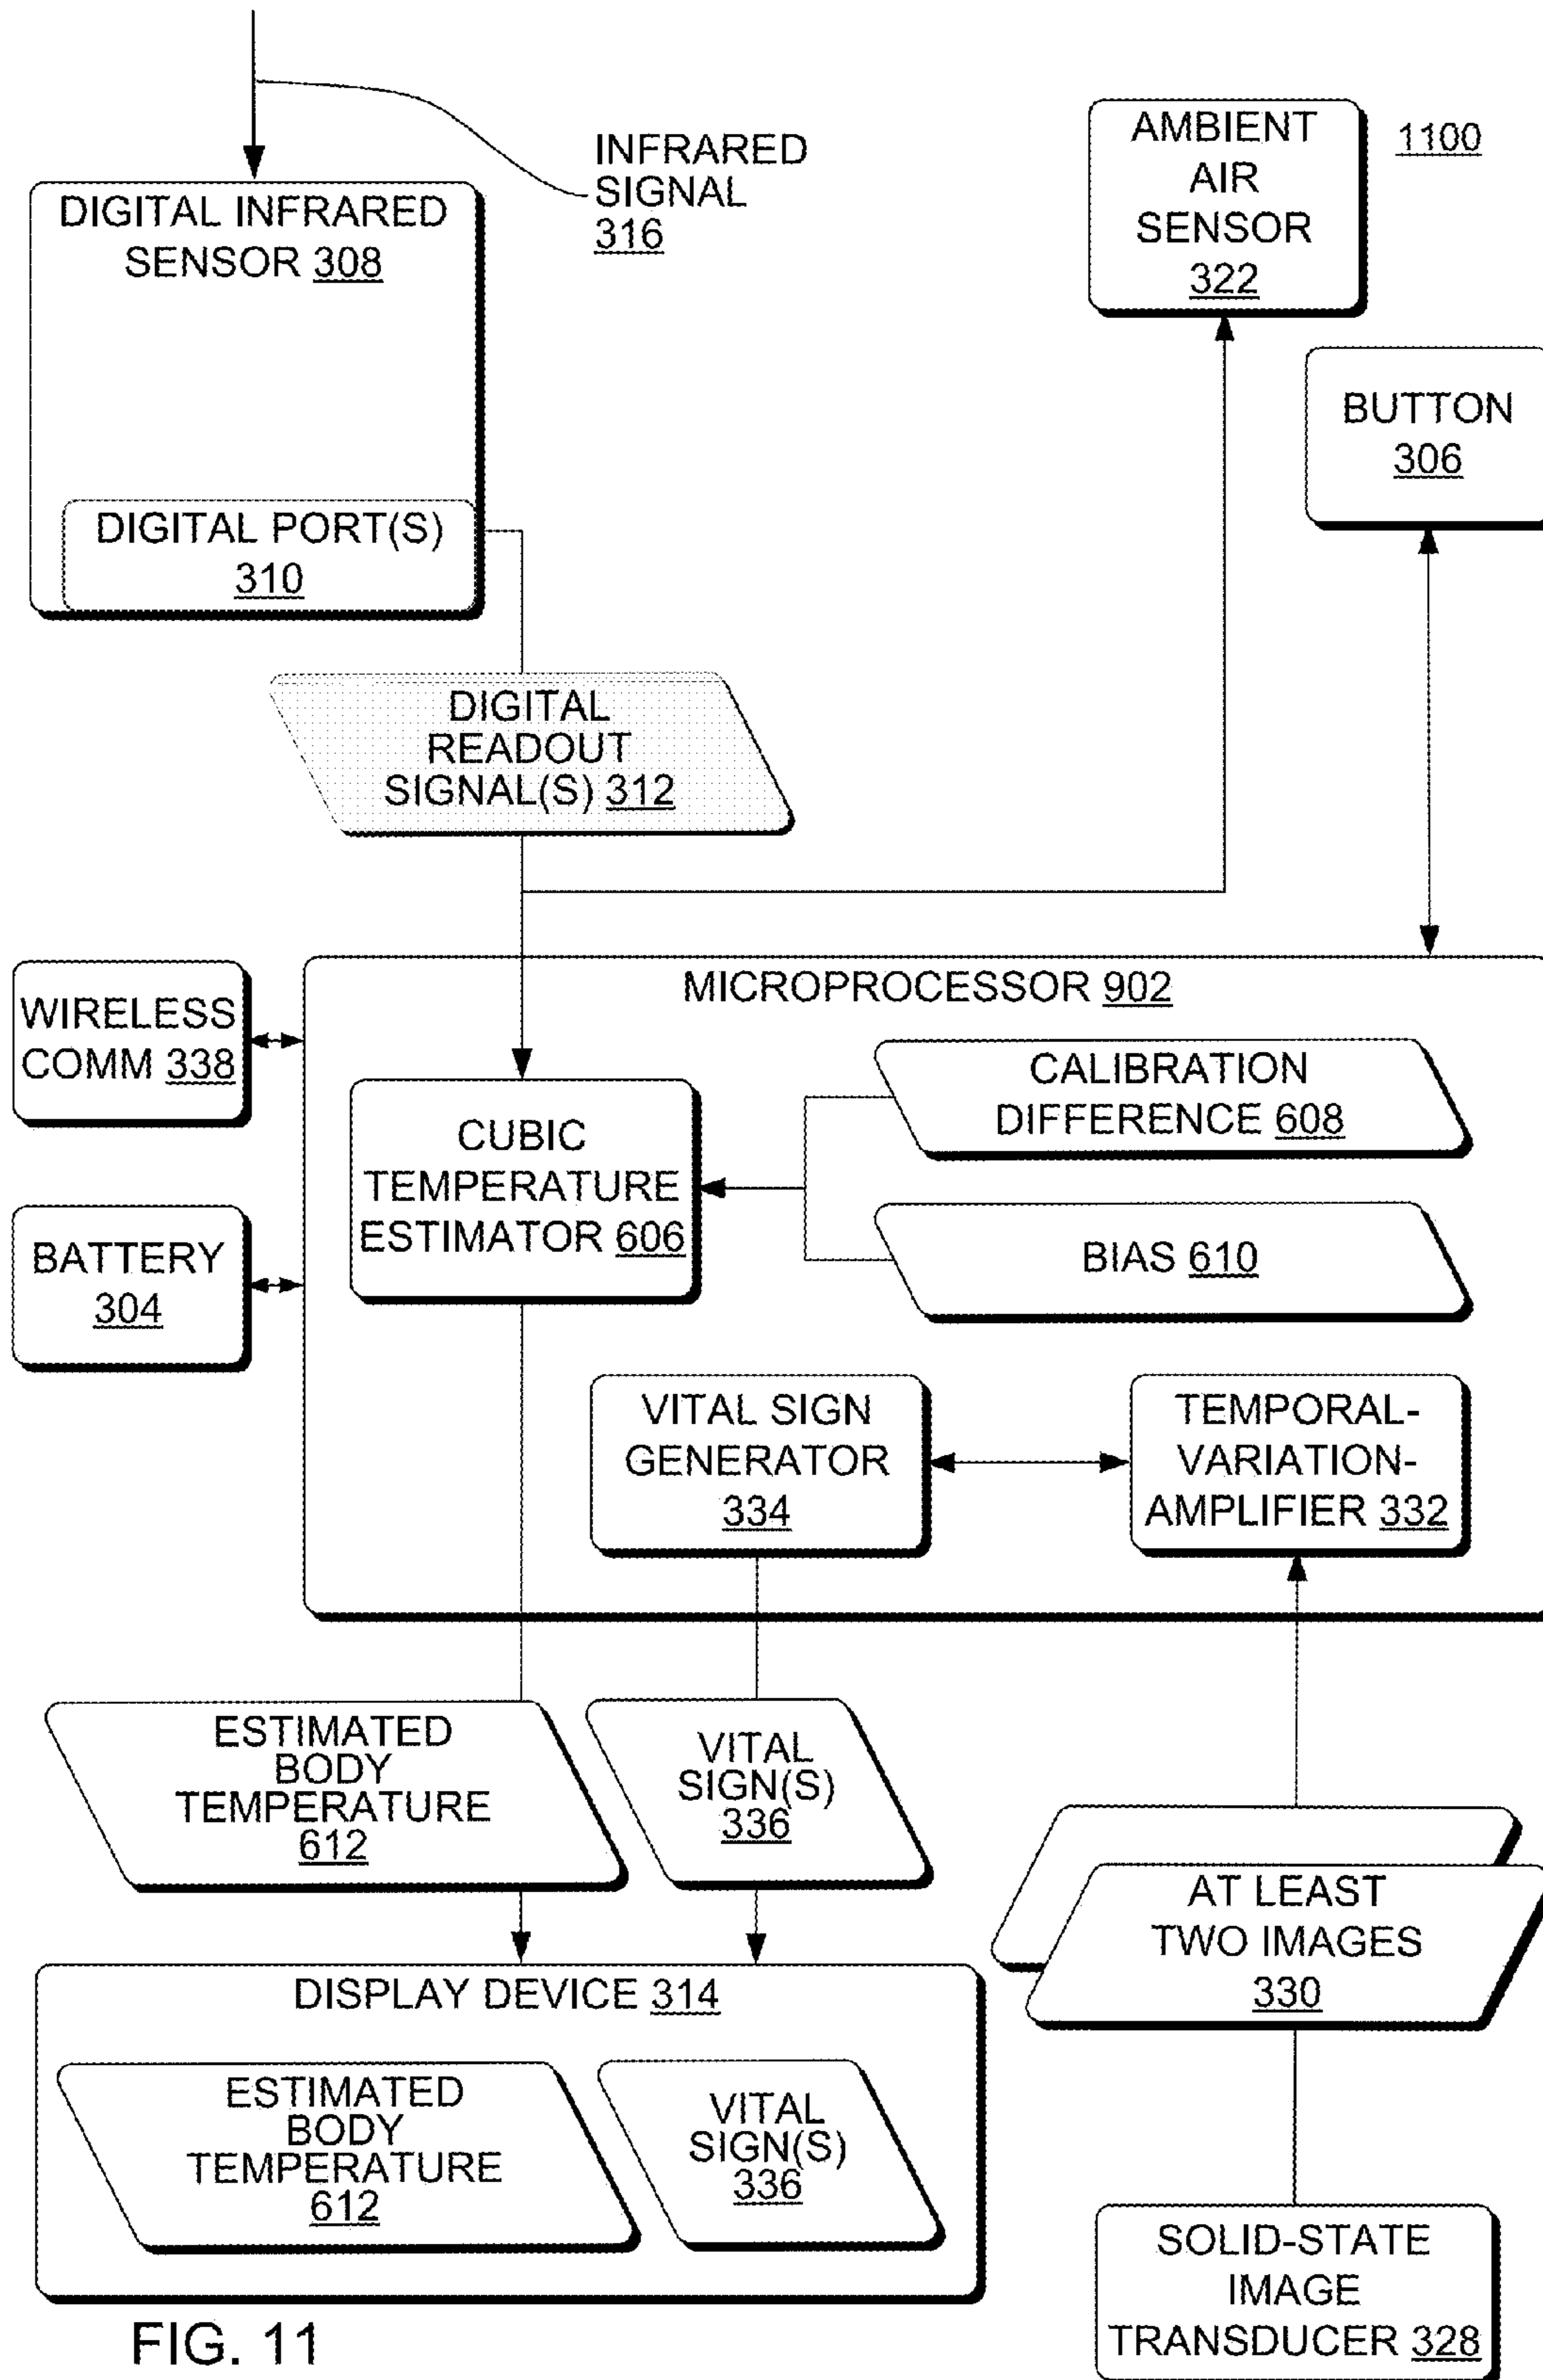 INFRARED
SIGNAL
316
AMBIENT
AIR
SENSOR
322
1100
DIGITAL INFRARED
SENSOR 308
BUTTON
306
DIGITAL PORT(S)
310
DIGITAL
READOUT
SIGNAL(S) 312
MICROPROCESSOR 902
WIRELESS
COMM 338
CALIBRATION
DIFFERENCE 608
CUBIC
TEMPERATURE
ESTIMATOR 606
BATTERY
304
BIAS 610
VITAL SIGN
GENERATOR
334
TEMPORAL-
VARIATION-
AMPLIFIER 332
ESTIMATED
BODY
TEMPERATURE
612
VITAL
SIGN(S)
336
AT LEAST
TWO IMAGES
330
DISPLAY DEVICE 314
ESTIMATED
BODY
TEMPERATURE
612
VITAL
SIGN(S)
336
SOLID-STATE
IMAGE
TRANSDUCER 328
FIG. 11